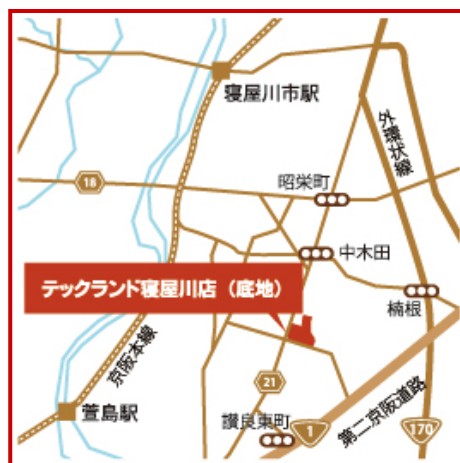 寝屋川市駅
外環状線
18
昭栄町
中木田
テックランド寝屋川店（底地）
楠根
京阪本線
21
萱島駅
讃良東町
1
第二京阪道路
170